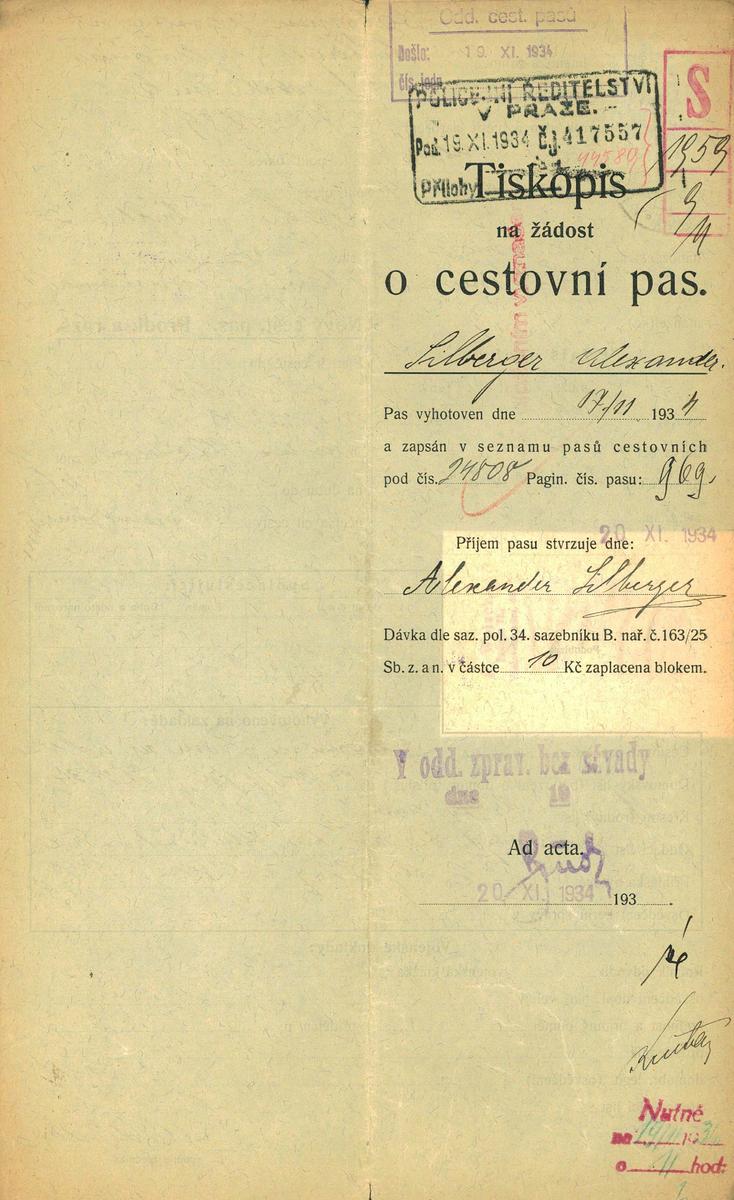 Odd. cest. pasů
Došlo: 19. XI. 1934
čís. jedn.
POLICEJNÍ ŘEDITELSTVÍ
V PRAZE.
Pod. 19. XI. 1934 Č.j. 417557
Přílohy
S
1959
Tiskopis
na žádost
o cestovní pas.
Silberger Alexander.
Pas vyhotoven dne 17/11 1934
a zapsán v seznamu pasů cestovních
pod čís. 24808 Pagin. čís. pasu: 969.
20 XI. 1934
Příjem pasu stvrzuje dne:
Alexander Silberger
Dávka dle saz. pol. 34. sazebníku B. nař. č. 163/25
Sb. z. a n. v částce 10 Kč zaplacena blokem.
V odd. zprav. bez závady
dne 19
Ad acta.
20. XI. 1934 193
Nutné
na 19
o 11 hod: